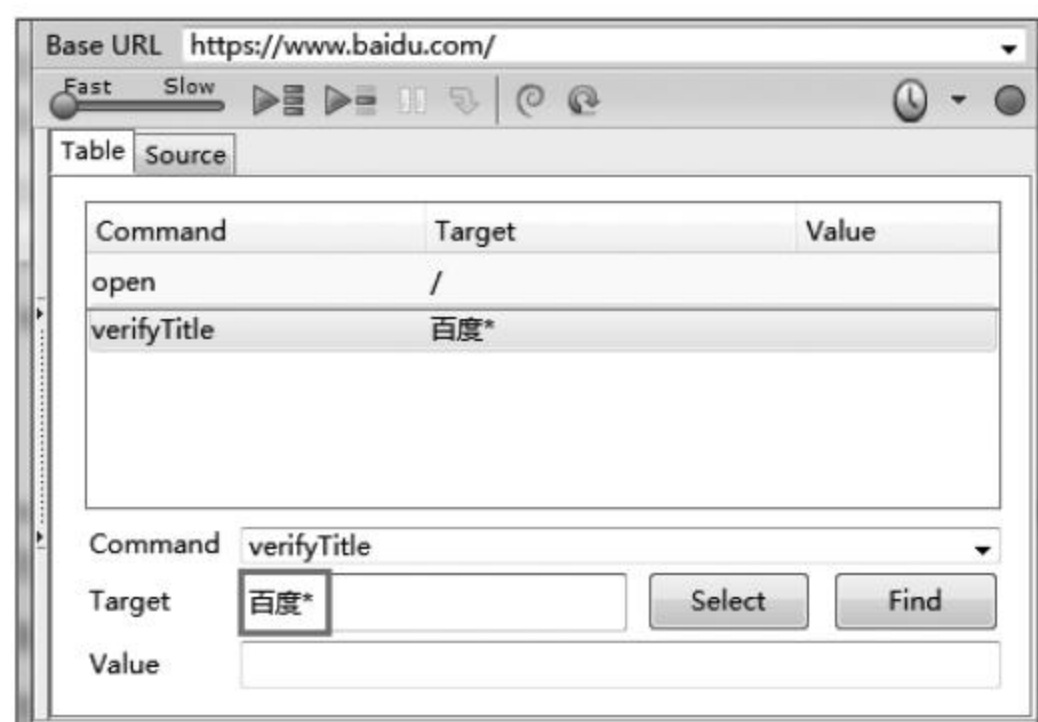 Base URL https://www.baidu.com/
Fast Slow
Table Source
Command Target Value
open /
verifyTitle 百度*
Command verifyTitle
Target 百度* Select Find
Value